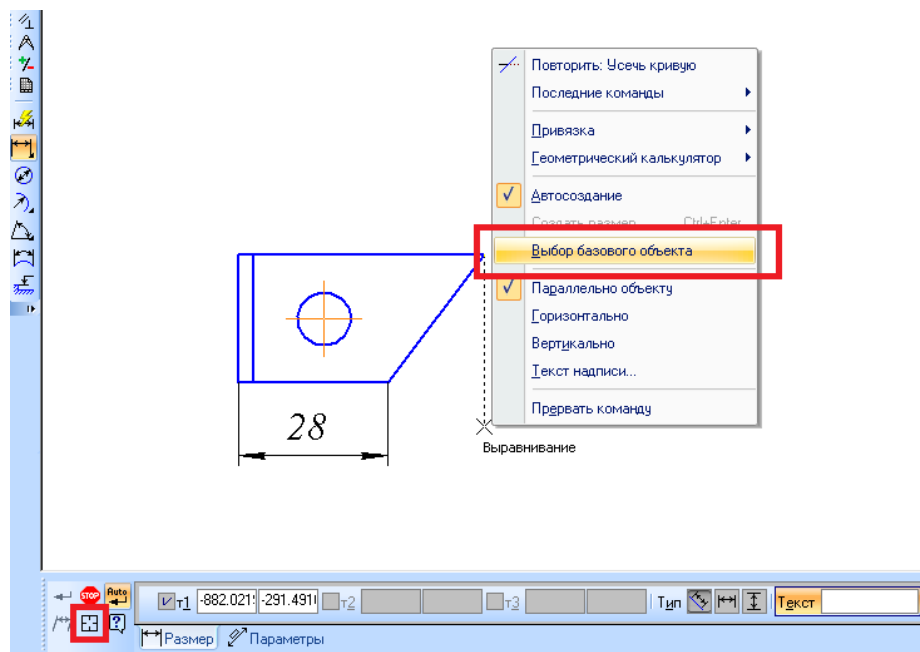 Повторить: Усечь кривую
Последние команды
Привязка
Геометрический калькулятор
Автосоздание
Создать размер Ctrl+Enter
Выбор базового объекта
Параллельно объекту
Горизонтально
Вертикально
Текст надписи...
Прервать команду
28
Выравнивание
STOP Auto
т1 -882.021 -291.491 т2 т3 Тип Текст
Размер Параметры